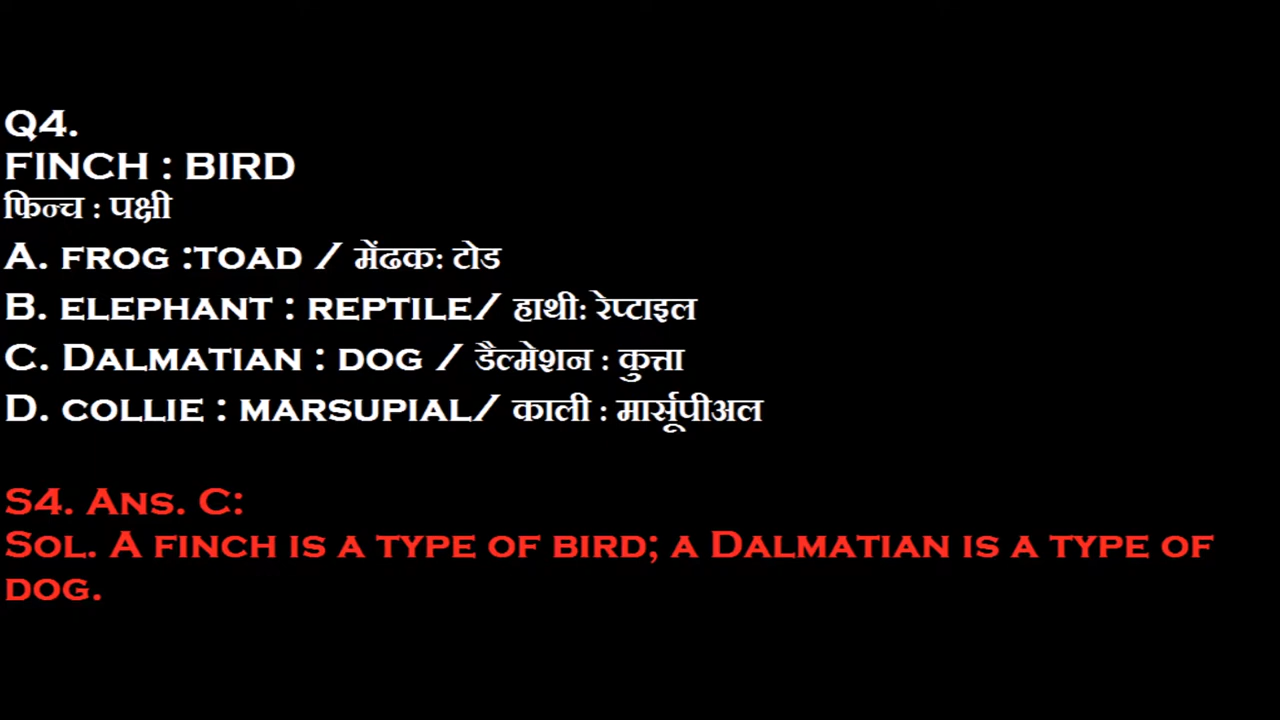 Q4.
FINCH : BIRD
फिन्च : पक्षी
A. FROG :TOAD / मेंढक: टोड
B. ELEPHANT : REPTILE/ हाथी: रेप्टाइल
C. DALMATIAN : DOG / डैल्मेशन : कुत्ता
D. COLLIE : MARSUPIAL/ काली : मार्सूपीअल
S4. ANS. C:
SOL. A FINCH IS A TYPE OF BIRD; A DALMATIAN IS A TYPE OF
DOG.